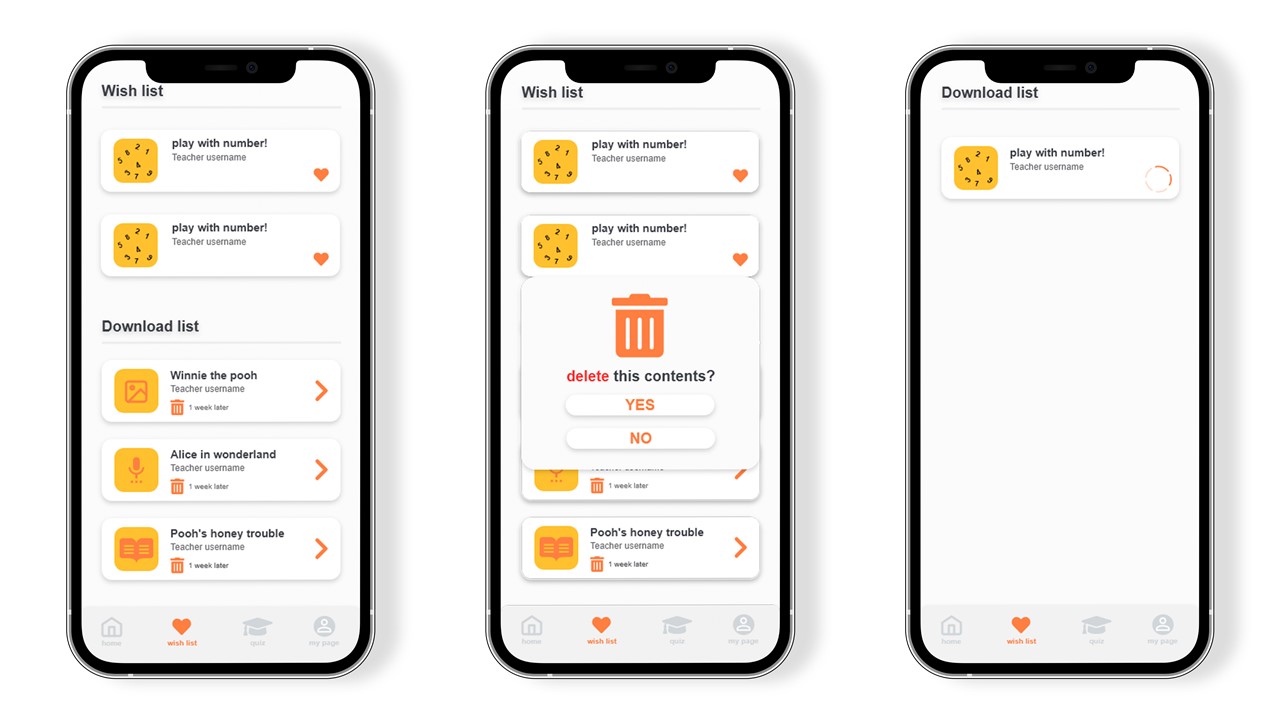 Wish list
play with number!
Teacher username
play with number!
Teacher username
Download list
Winnie the pooh
Teacher username
1 week later
Alice in wonderland
Teacher username
1 week later
Pooh's honey trouble
Teacher username
1 week later
home
wish list
quiz
my page
Wish list
play with number!
Teacher username
play with number!
Teacher username
delete this contents?
YES
NO
Teacher username
1 week later
Pooh's honey trouble
Teacher username
1 week later
home
wish list
quiz
my page
Download list
play with number!
Teacher username
home
wish list
quiz
my page